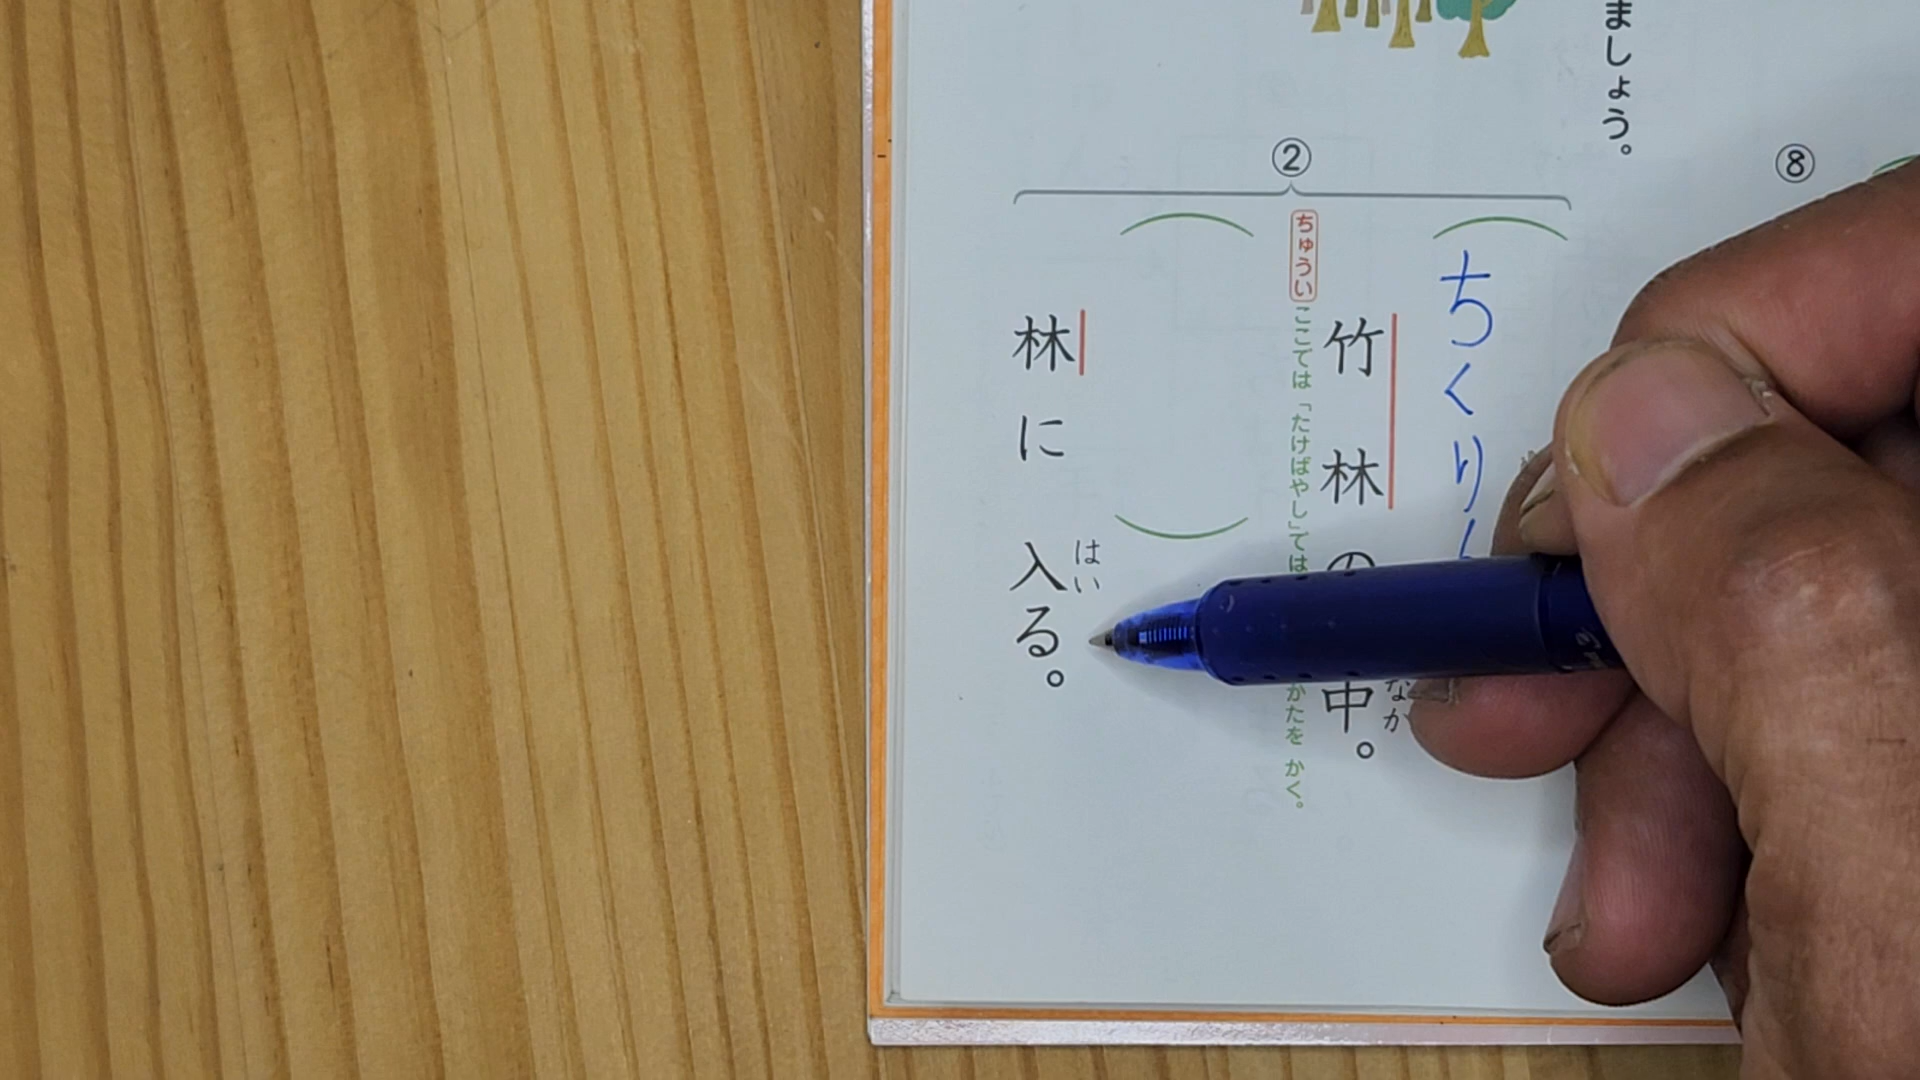 ましょう。
⑧
②
ちくりん
竹林の中。
なか
ちゅうい ここでは「たけばやし」では かたを かく。
林に入る。
はい